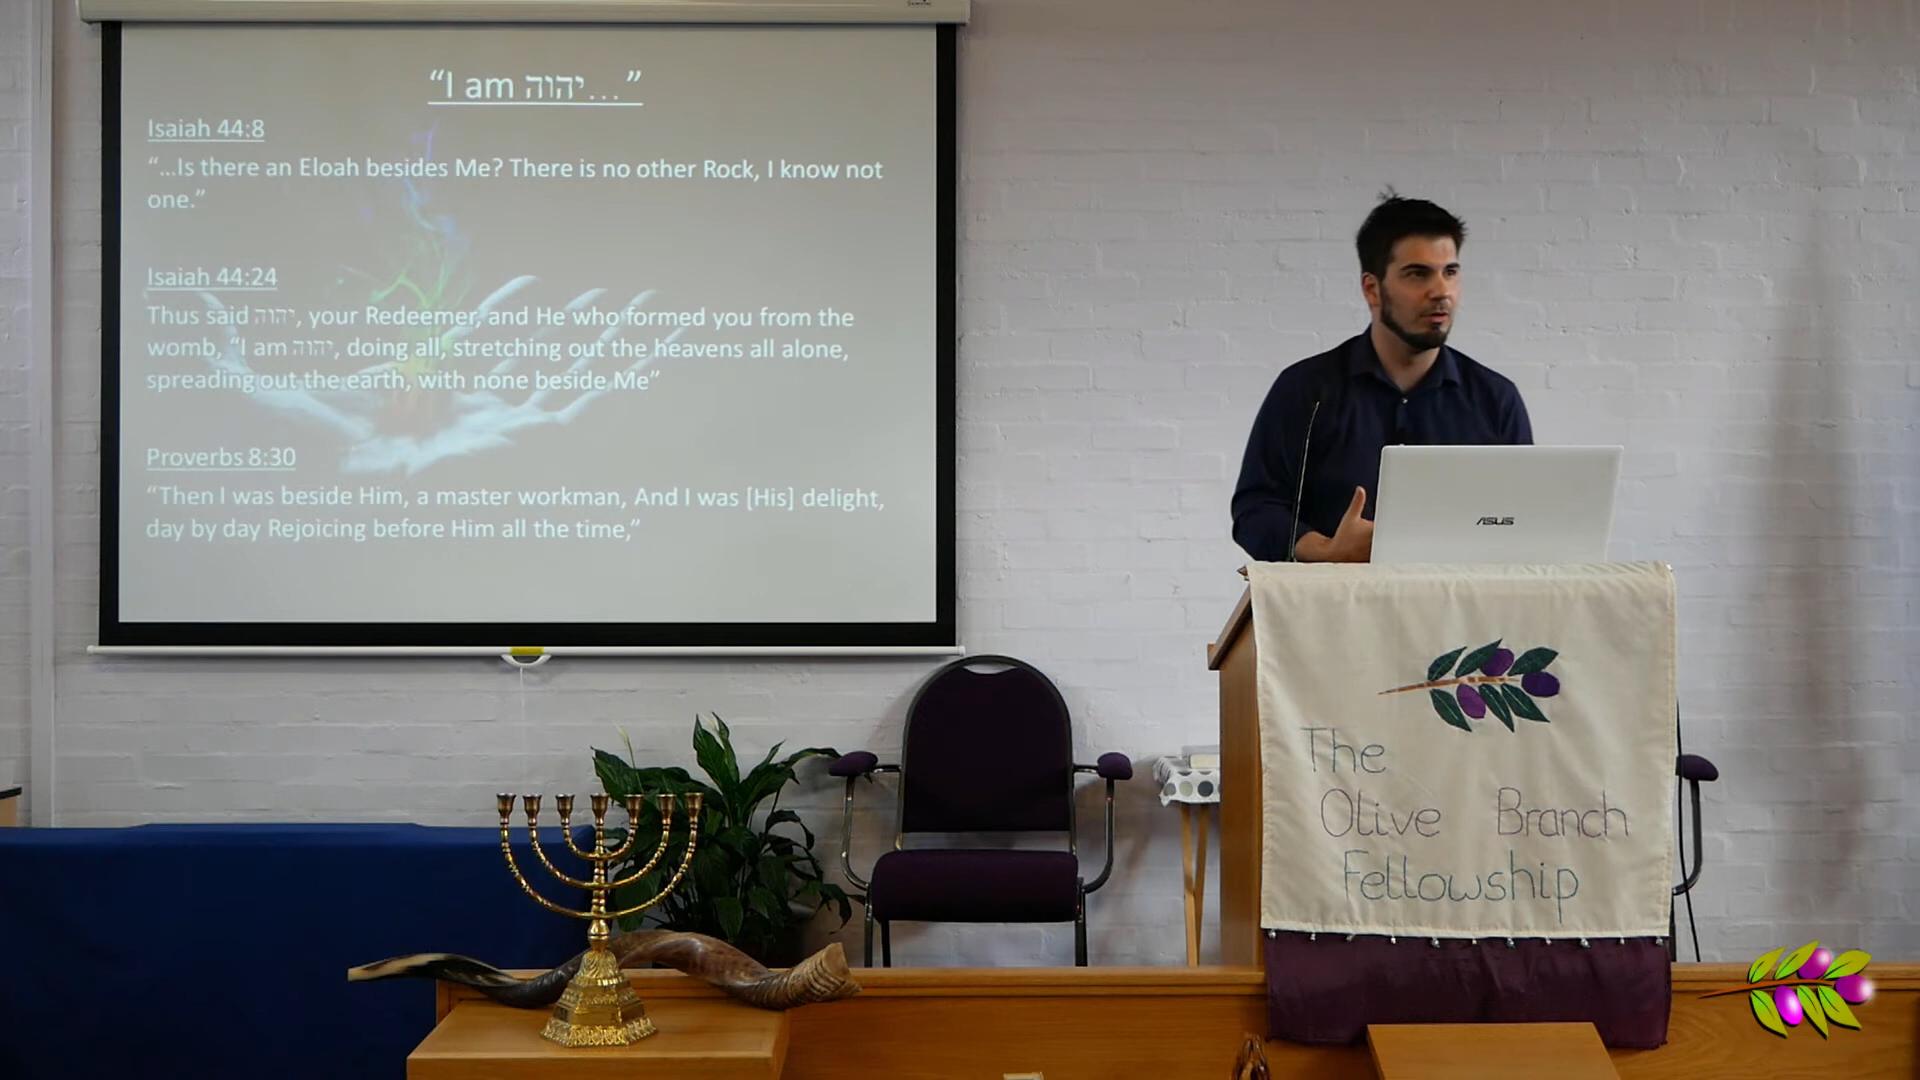 “I am יהוה…”
Isaiah 44:8
“…Is there an Eloah besides Me? There is no other Rock, I know not
one.”
Isaiah 44:24
Thus said יהוה, your Redeemer, and He who formed you from the
womb, “I am יהוה, doing all, stretching out the heavens all alone,
spreading out the earth, with none beside Me”
Proverbs 8:30
“Then I was beside Him, a master workman, And I was [His] delight,
day by day Rejoicing before Him all the time,”
ASUS
The
Olive Branch
Fellowship